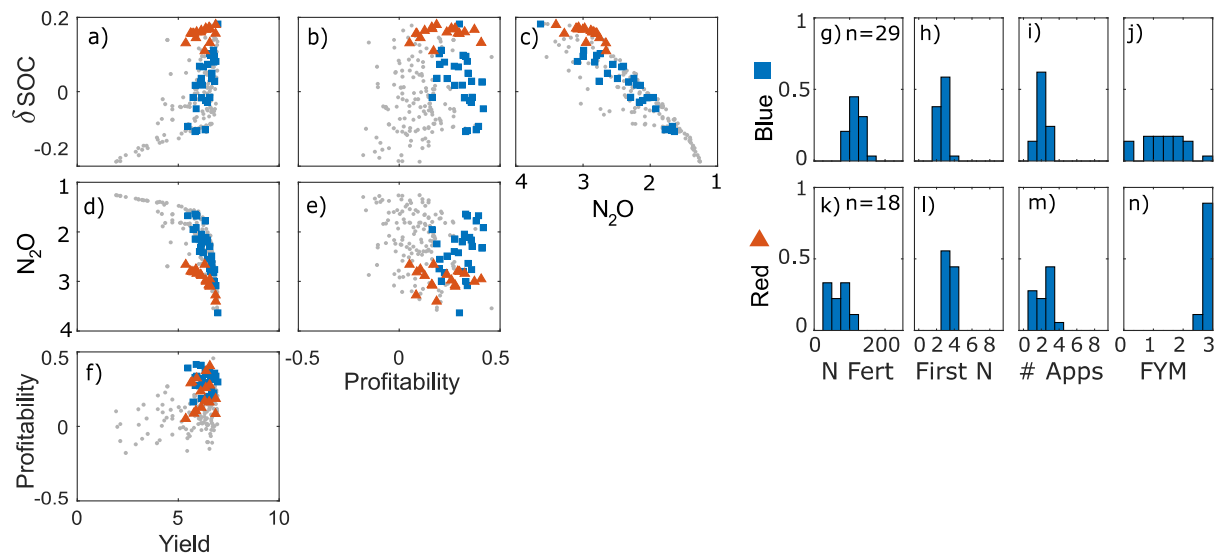 0.2
0
-0.2
δ SOC
a)
b)
c)
4
3
2
1
N₂O
1
2
3
4
N₂O
d)
e)
-0.5
0
0.5
Profitability
0.5
0
-0.5
Profitability
f)
0
5
10
Yield
Blue
1
0.5
0
g) n=29
h)
i)
j)
Red
1
0.5
0
k) n=18
l)
m)
n)
0 200
N Fert
0 2 4 6 8
First N
0 2 4 6 8
# Apps
0 1 2 3
FYM